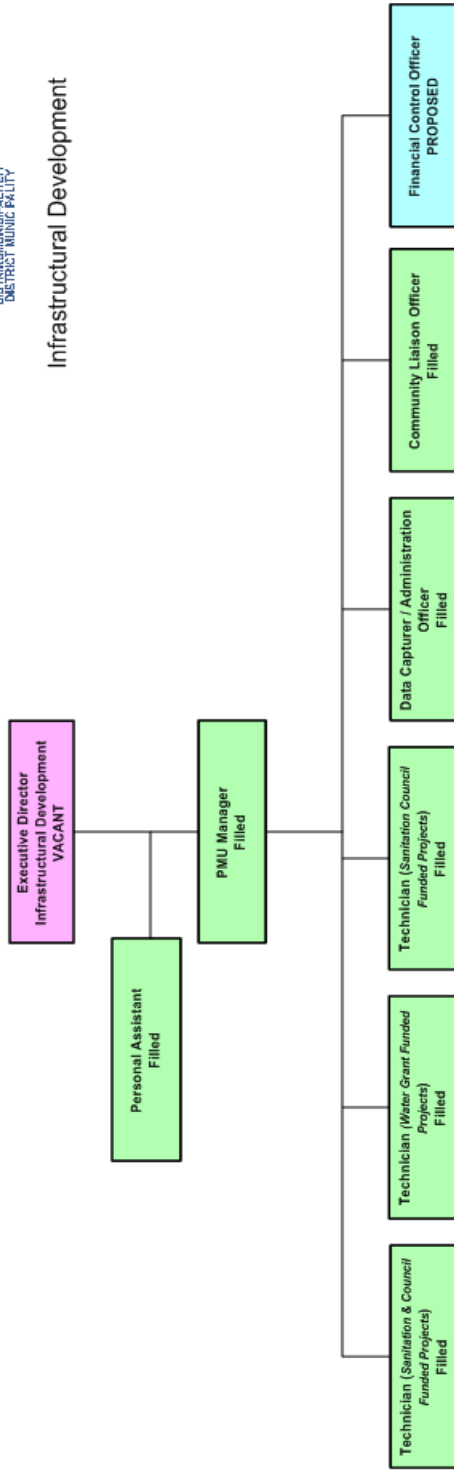 DISTRICT MUNICIPALITY
Infrastructural Development
Executive Director
Infrastructural Development
VACANT
Personal Assistant
Filled
PMU Manager
Filled
Technician (Sanitation & Council
Funded Projects)
Filled
Technician (Water Grant Funded
Projects)
Filled
Technician (Sanitation Council
Funded Projects)
Filled
Data Capturer / Administration
Officer
Filled
Community Liaison Officer
Filled
Financial Control Officer
PROPOSED